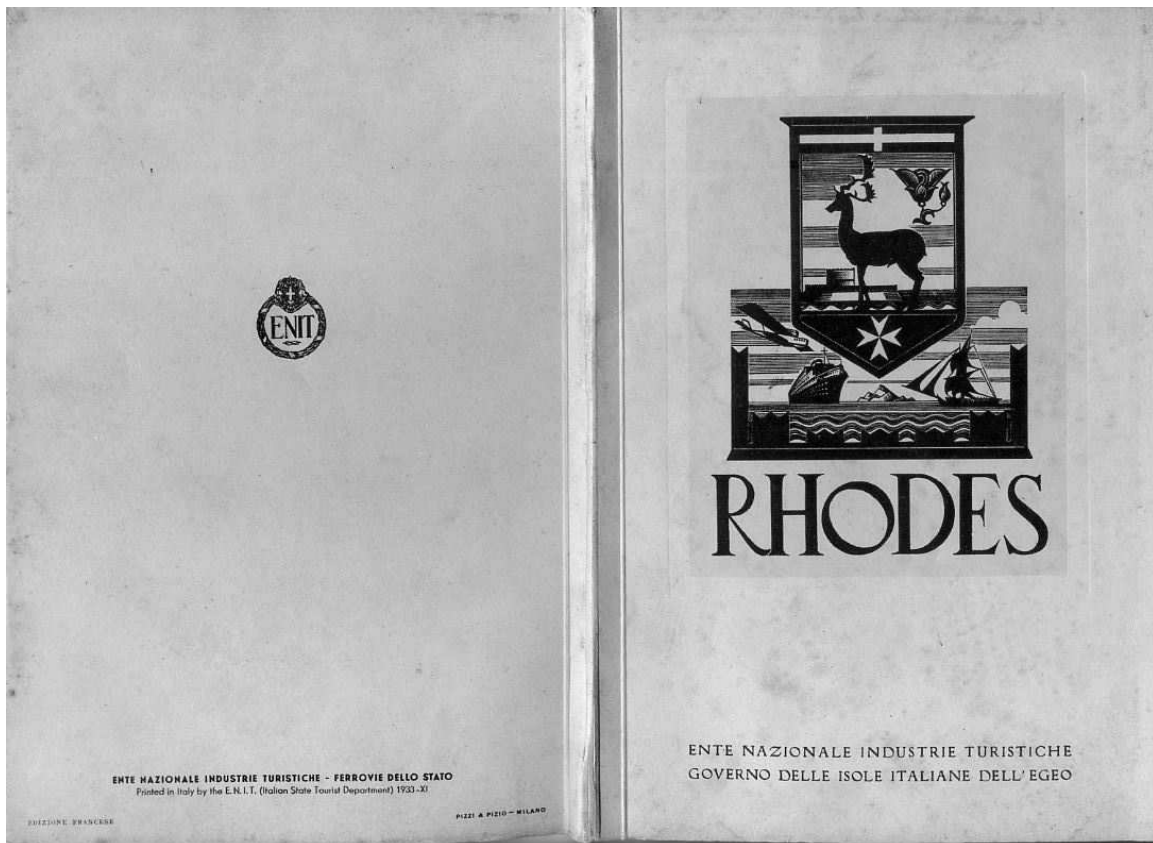 ENIT
ENTE NAZIONALE INDUSTRIE TURISTICHE - FERROVIE DELLO STATO
Printed in Italy by the E.N.I.T. (Italian State Tourist Department) 1933-XI
PIZZI & PIZIO - MILANO
EDIZIONE FRANCESE
RHODES
ENTE NAZIONALE INDUSTRIE TURISTICHE
GOVERNO DELLE ISOLE ITALIANE DELL'EGEO